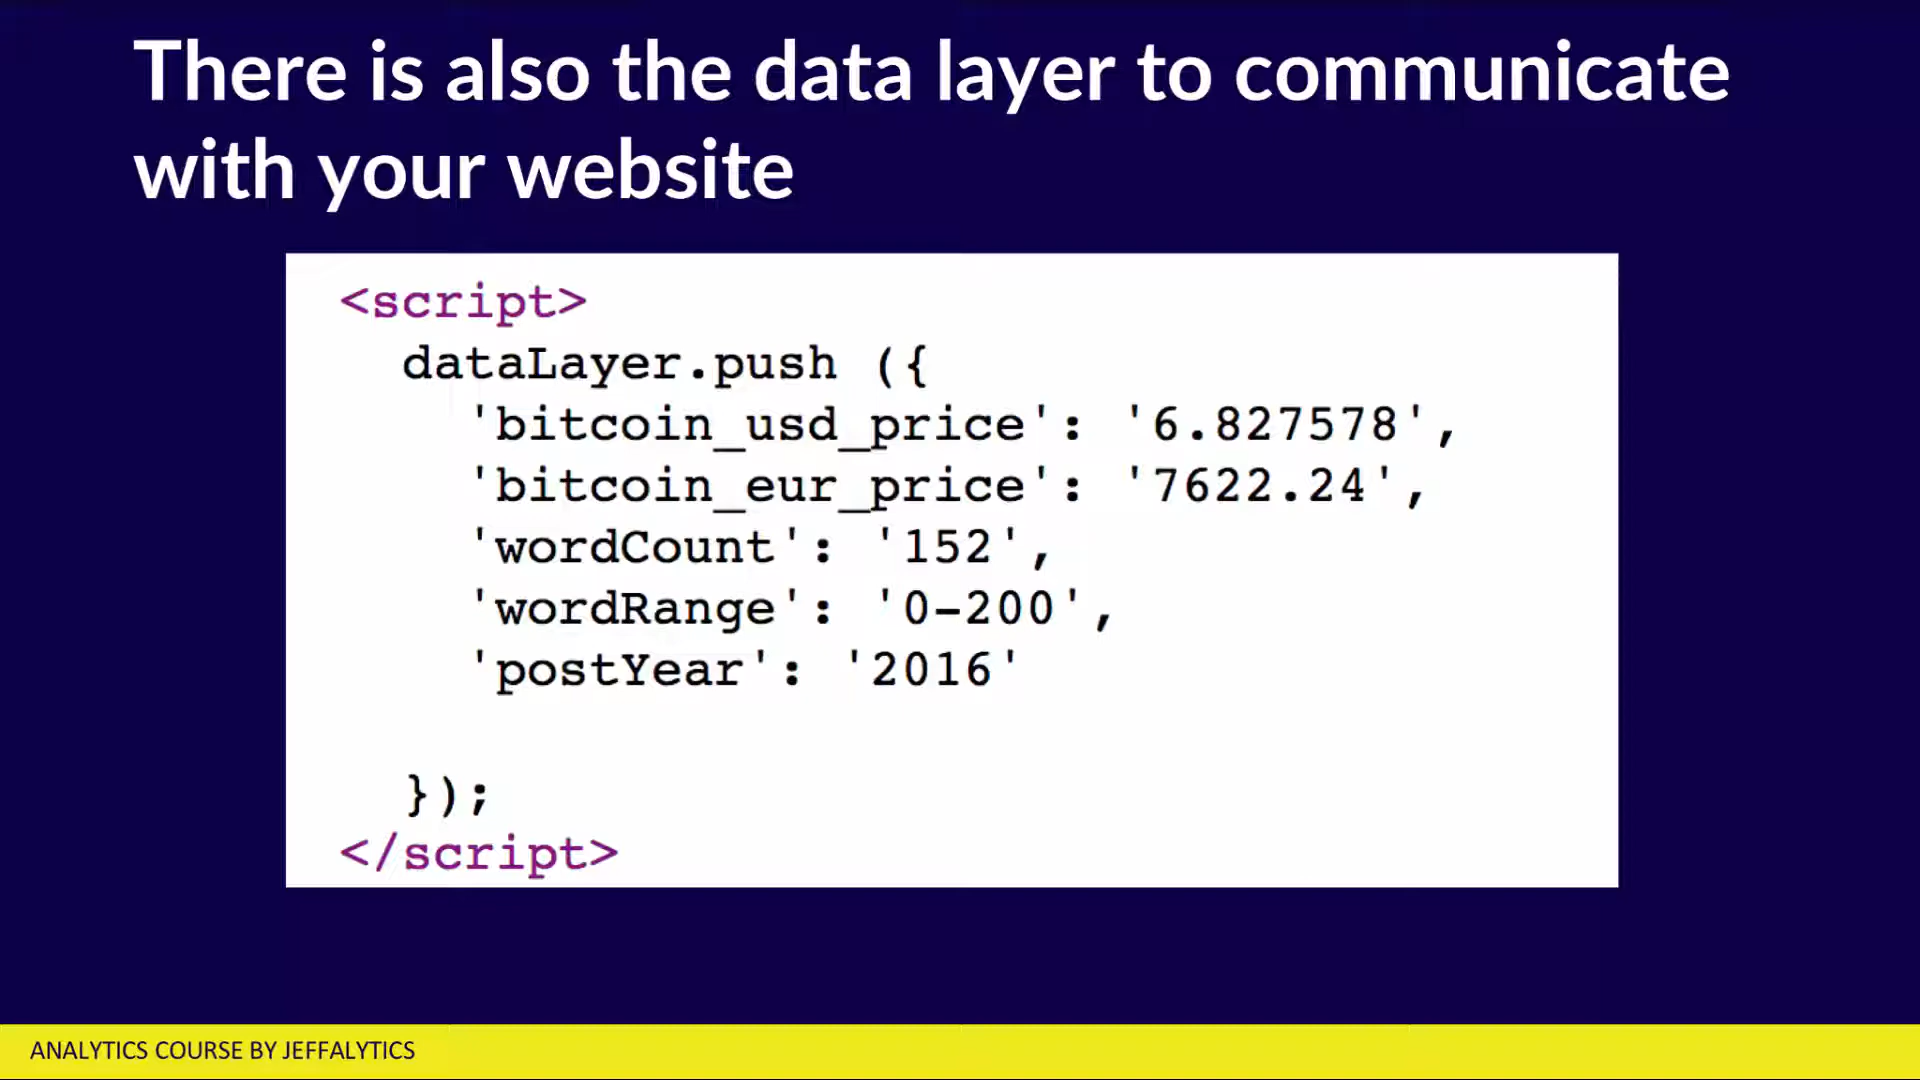 There is also the data layer to communicate
with your website
<script>
dataLayer.push ({
'bitcoin_usd_price': '6.827578',
'bitcoin_eur_price': '7622.24',
'wordCount': '152',
'wordRange': '0-200',
'postYear': '2016'
});
</script>
ANALYTICS COURSE BY JEFFALYTICS